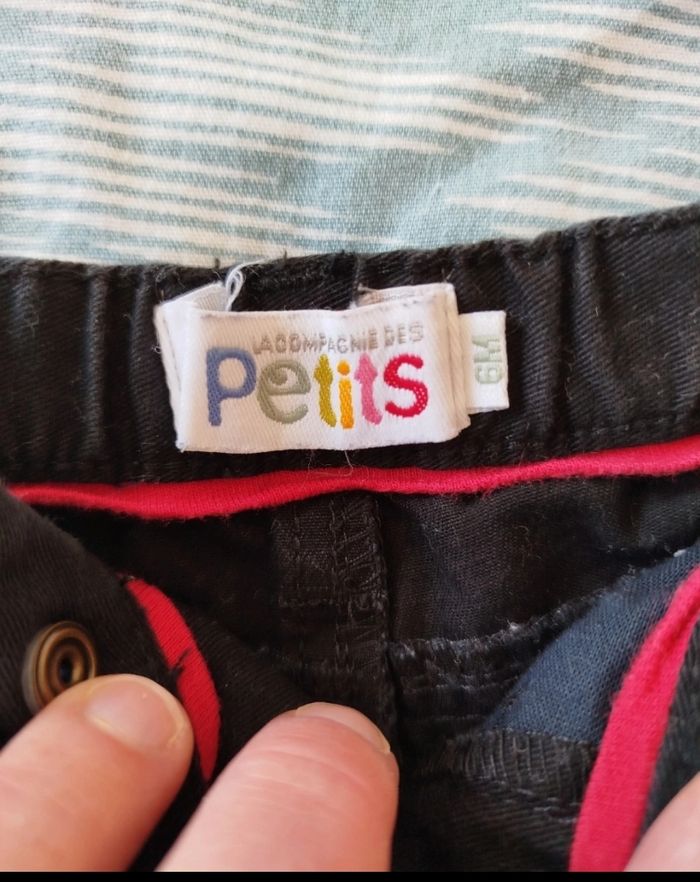 LA COMPAGNIE DES
Petits
6M